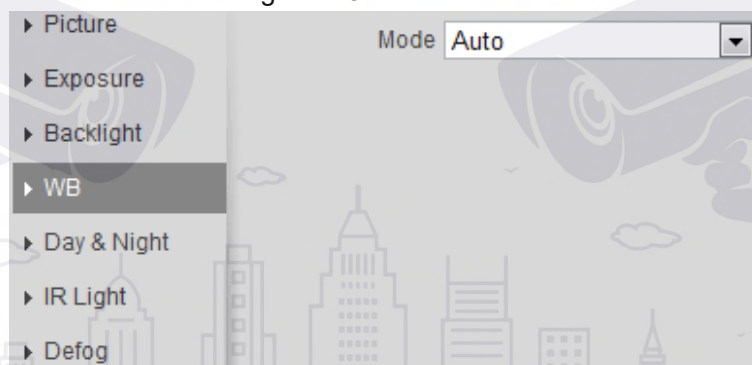 Picture
Mode Auto
Exposure
Backlight
WB
Day & Night
IR Light
Defog